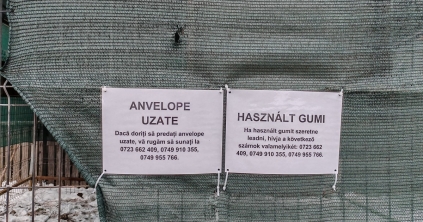 ANVELOPE
UZATE
Dacă doriți să predați anvelope
uzate, vă rugăm să sunați la
0723 662 409, 0749 910 355,
0749 955 766.
HASZNÁLT GUMI
Ha használt gumit szeretne
leadni, hívja a következő
számok valamelyikét: 0723 662
409, 0749 910 355, 0749 955 766.